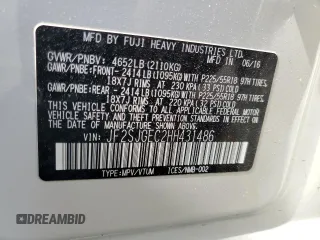 MFD BY FUJI HEAVY INDUSTRIES LTD.
GVWR/PNBV: 4652LB(2110KG) 06/16
GAWR/PNBE:FRONT- 2414LB(1095KG)WITH P225/55R18 97H TIRES,
18X7J RIMS, AT 230 KPA(33 PSI)COLD
GAWR/PNBE:REAR - 2414LB(1095KG)WITH P225/55R18 97H TIRES,
18X7J RIMS, AT 220 KPA(32 PSI)COLD
THIS VEHICLE CONFORMS TO ALL APPLICABLE FEDERAL
MOTOR VEHICLE SAFETY, BUMPER, AND THEFT PREVENTION
STANDARDS IN EFFECT ON THE DATE OF MANUFACTURE
SHOWN ABOVE.
VIN: JF2SJGEC2HH431486
TYPE:MPV/VTUM ICES/NMB-002